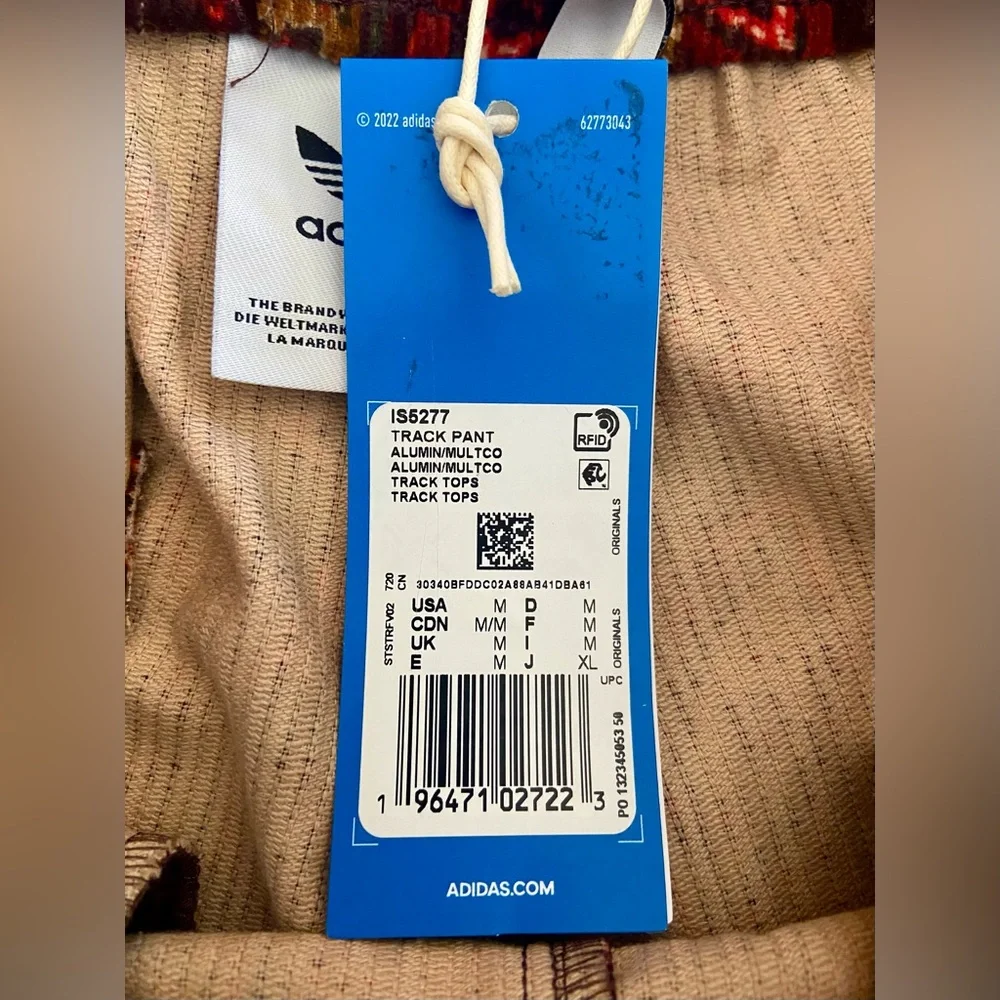 © 2022 adidas
62773043
THE BRAND
DIE WELTMARK
LA MARQU
IS5277
TRACK PANT
ALUMIN/MULTCO
ALUMIN/MULTCO
TRACK TOPS
TRACK TOPS
RFID
ORIGINALS
720
CN
30340BFDDC02A88AB41DBA61
STSTRFV02
USA M D M
CDN M/M F M
UK M I M
E M J XL
ORIGINALS
UPC
PO 132345053 50
1 96471 02722 3
ADIDAS.COM